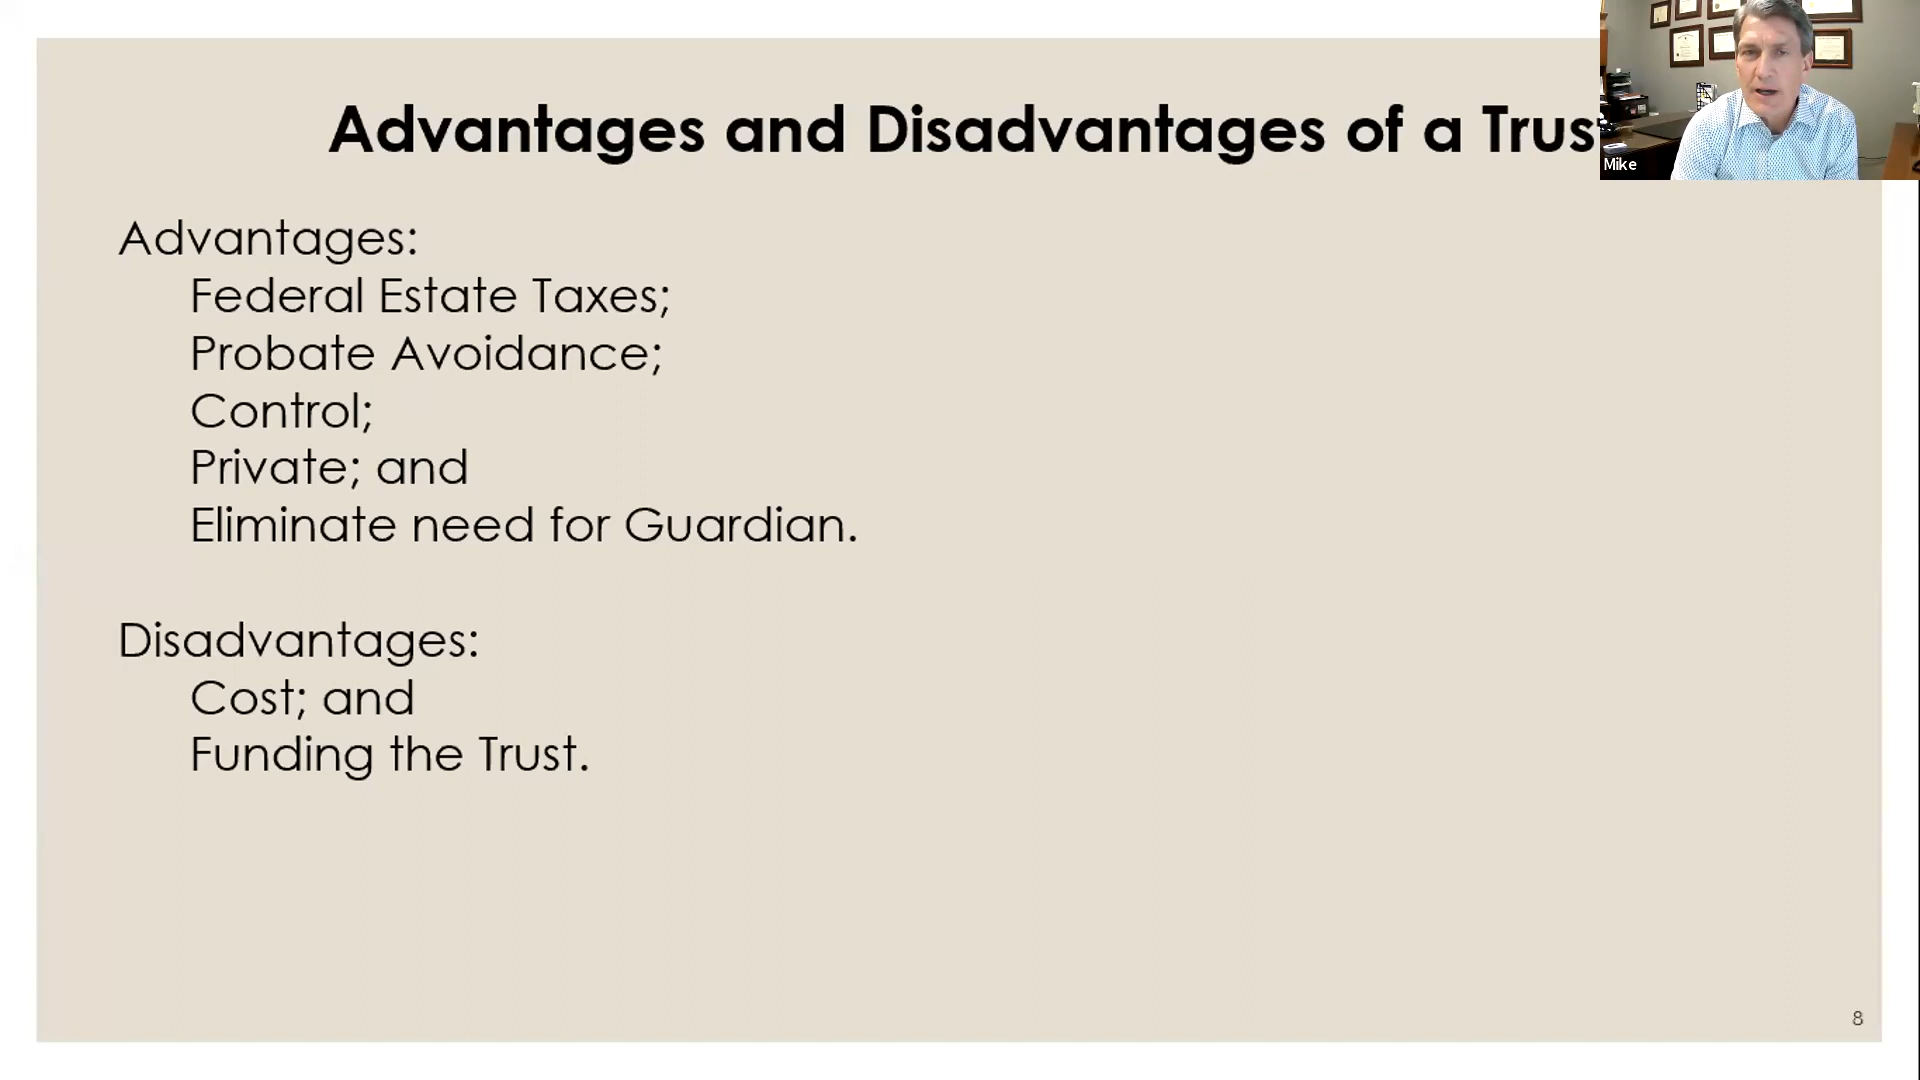 Advantages and Disadvantages of a Trus
Mike
Advantages:
Federal Estate Taxes;
Probate Avoidance;
Control;
Private; and
Eliminate need for Guardian.
Disadvantages:
Cost; and
Funding the Trust.
8